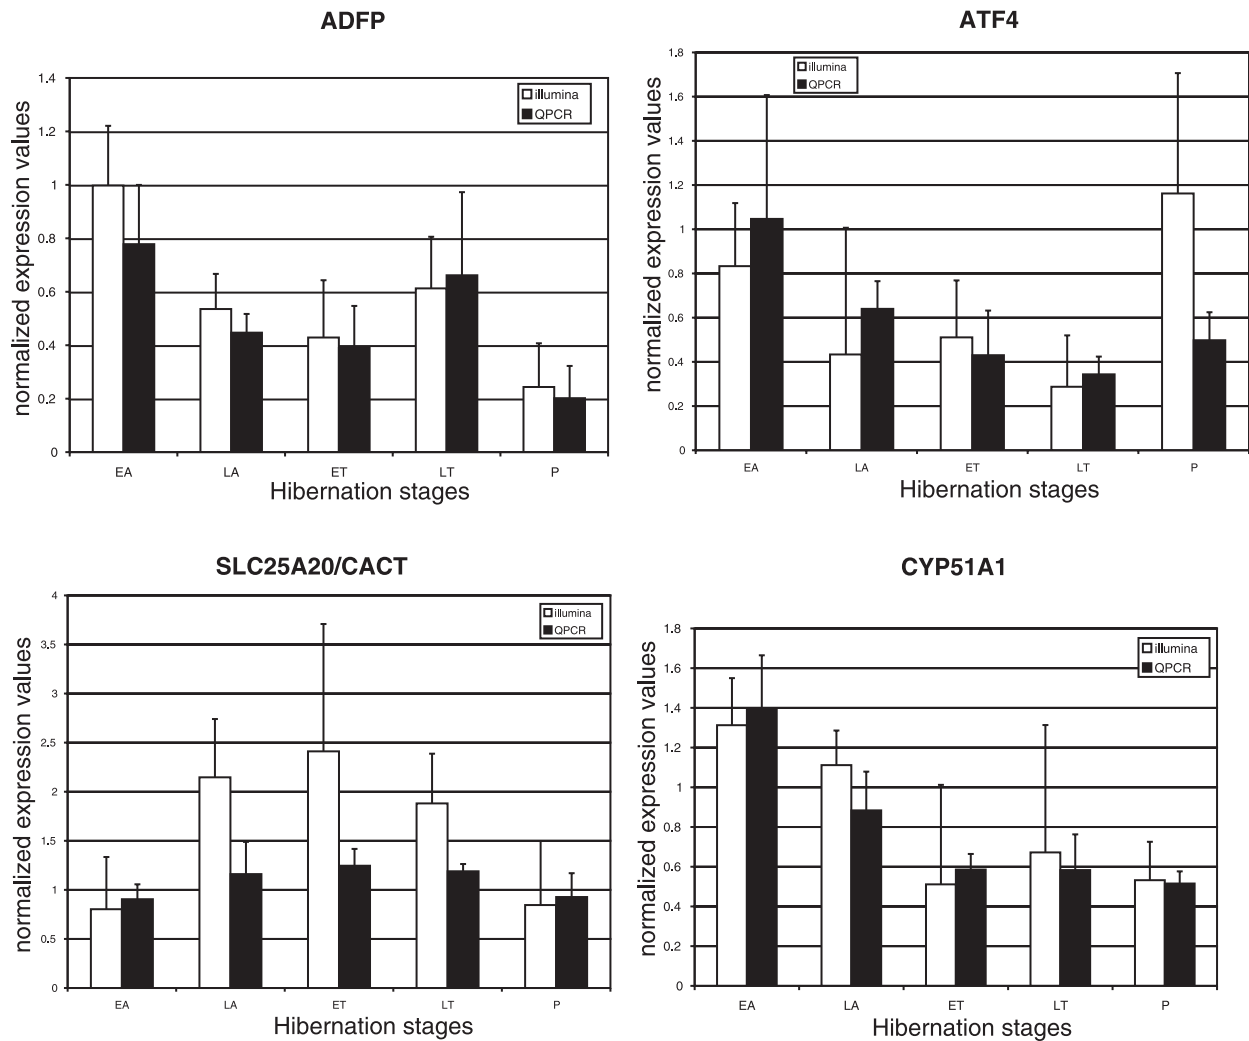 ADFP
normalized expression values
1.4
1.2
1
0.8
0.6
0.4
0.2
0
illumina
QPCR
EA LA ET LT P
Hibernation stages
ATF4
normalized expression values
1.8
1.6
1.4
1.2
1
0.8
0.6
0.4
0.2
0
illumina
QPCR
EA LA ET LT P
Hibernation stages
SLC25A20/CACT
normalized expression values
4
3,5
3
2,5
2
1,5
1
0,5
0
illumina
QPCR
EA LA ET LT P
Hibernation stages
CYP51A1
normalized expression values
1.8
1.6
1.4
1.2
1
0.8
0.6
0.4
0.2
0
illumina
QPCR
EA LA ET LT P
Hibernation stages